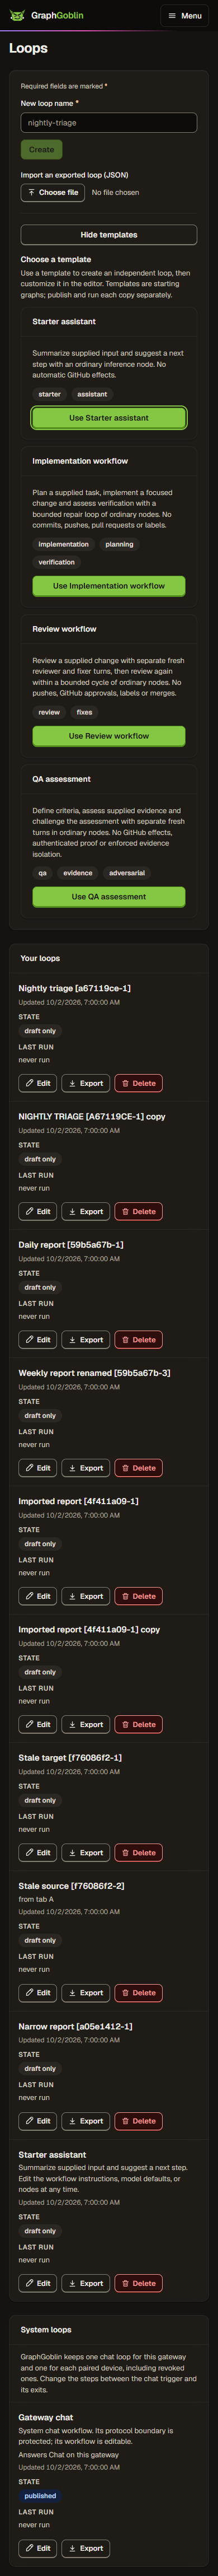 GraphGoblin
Menu
Loops
Required fields are marked *
New loop name *
nightly-triage
Create
Import an exported loop (JSON)
Choose file
No file chosen
Hide templates
Choose a template
Use a template to create an independent loop, then
customize it in the editor. Templates are starting
graphs; publish and run each copy separately.
Starter assistant
Summarize supplied input and suggest a next
step with an ordinary inference node. No
automatic GitHub effects.
starter
assistant
Use Starter assistant
Implementation workflow
Plan a supplied task, implement a focused
change and assess verification with a
bounded repair loop of ordinary nodes. No
commits, pushes, pull requests or labels.
implementation
planning
verification
Use Implementation workflow
Review workflow
Review a supplied change with separate fresh
reviewer and fixer turns, then review again
within a bounded cycle of ordinary nodes. No
pushes, GitHub approvals, labels or merges.
review
fixes
Use Review workflow
QA assessment
Define criteria, assess supplied evidence and
challenge the assessment with separate fresh
turns in ordinary nodes. No GitHub effects,
authenticated proof or enforced evidence
isolation.
qa
evidence
adversarial
Use QA assessment
Your loops
Nightly triage [a67119ce-1]
Updated 10/2/2026, 7:00:00 AM
STATE
draft only
LAST RUN
never run
Edit
Export
Delete
NIGHTLY TRIAGE [A67119CE-1] copy
Updated 10/2/2026, 7:00:00 AM
STATE
draft only
LAST RUN
never run
Edit
Export
Delete
Daily report [59b5a67b-1]
Updated 10/2/2026, 7:00:00 AM
STATE
draft only
LAST RUN
never run
Edit
Export
Delete
Weekly report renamed [59b5a67b-3]
Updated 10/2/2026, 7:00:00 AM
STATE
draft only
LAST RUN
never run
Edit
Export
Delete
Imported report [4f411a09-1]
Updated 10/2/2026, 7:00:00 AM
STATE
draft only
LAST RUN
never run
Edit
Export
Delete
Imported report [4f411a09-1] copy
Updated 10/2/2026, 7:00:00 AM
STATE
draft only
LAST RUN
never run
Edit
Export
Delete
Stale target [f76086f2-1]
Updated 10/2/2026, 7:00:00 AM
STATE
draft only
LAST RUN
never run
Edit
Export
Delete
Stale source [f76086f2-2]
from tab A
Updated 10/2/2026, 7:00:00 AM
STATE
draft only
LAST RUN
never run
Edit
Export
Delete
Narrow report [a05e1412-1]
Updated 10/2/2026, 7:00:00 AM
STATE
draft only
LAST RUN
never run
Edit
Export
Delete
Starter assistant
Summarize supplied input and suggest a next step.
Edit the workflow instructions, model defaults, or
nodes at any time.
Updated 10/2/2026, 7:00:00 AM
STATE
draft only
LAST RUN
never run
Edit
Export
Delete
System loops
GraphGoblin keeps one chat loop for this gateway
and one for each paired device, including revoked
ones. Change the steps between the chat trigger and
its exits.
Gateway chat
System chat workflow. Its protocol boundary is
protected; its workflow is editable.
Answers Chat on this gateway
Updated 10/2/2026, 7:00:00 AM
STATE
published
LAST RUN
never run
Edit
Export